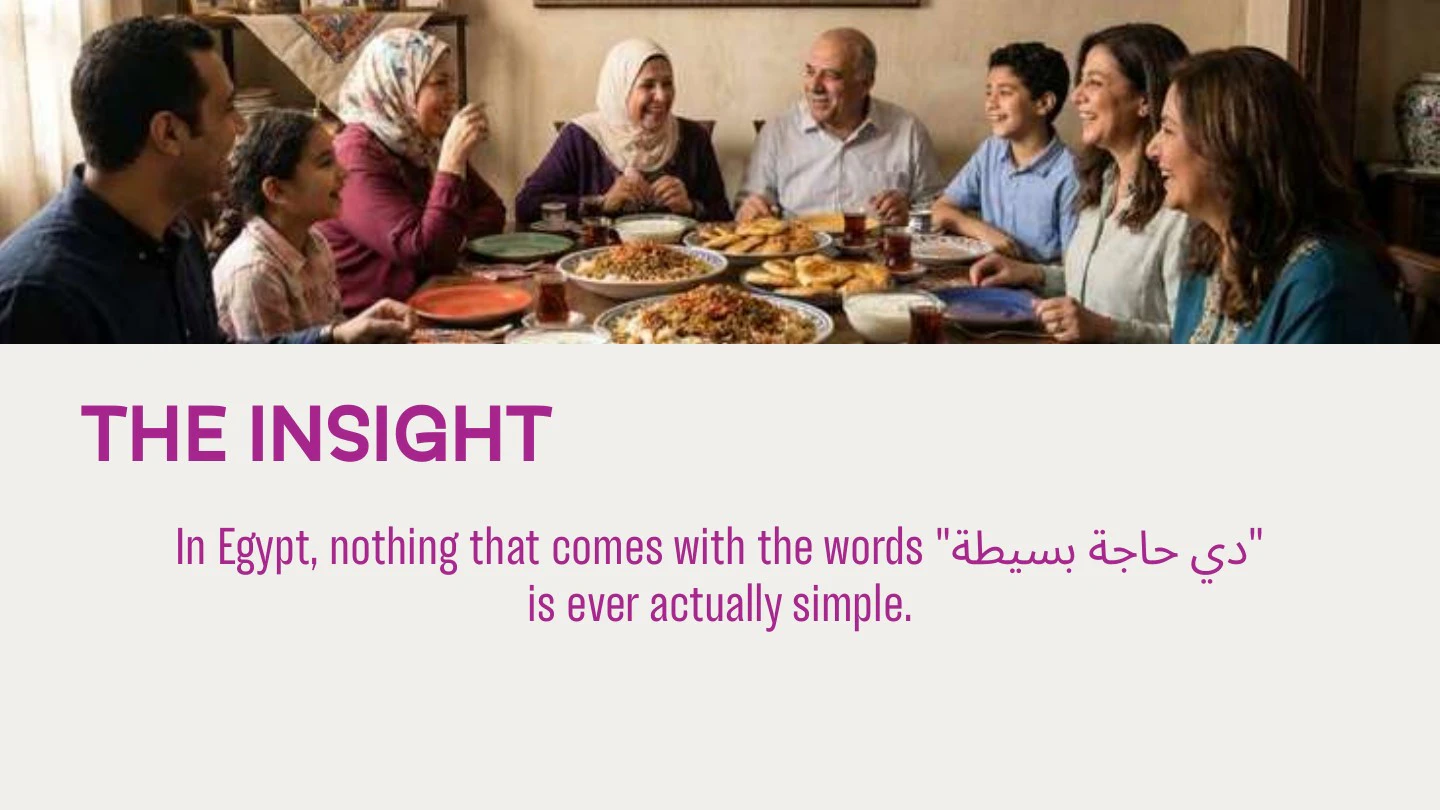 THE INSIGHT
In Egypt, nothing that comes with the words "دي حاجة بسيطة"
is ever actually simple.